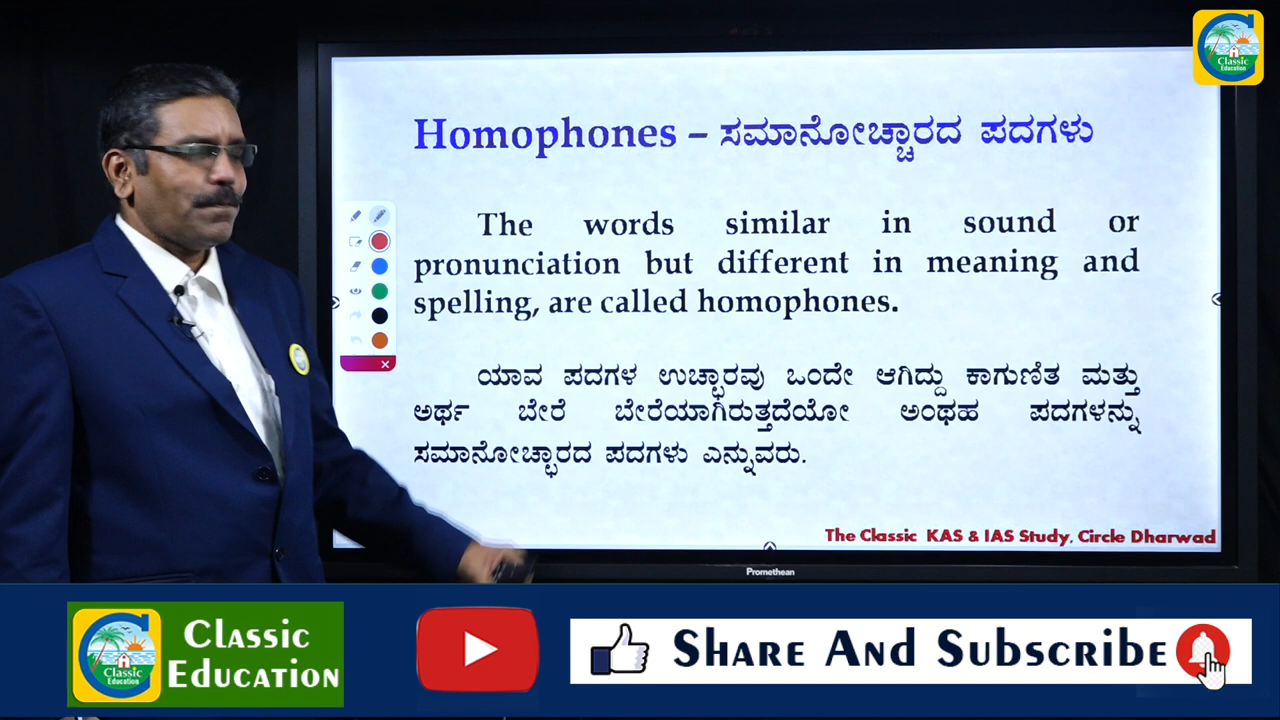 Classic
Education
Homophones – ಸಮಾನೋಚ್ಚಾರದ ಪದಗಳು
The words similar in sound or
pronunciation but different in meaning and
spelling, are called homophones.
ಯಾವ ಪದಗಳ ಉಚ್ಛಾರವು ಒಂದೇ ಆಗಿದ್ದು ಕಾಗುಣಿತ ಮತ್ತು
ಅರ್ಥ ಬೇರೆ ಬೇರೆಯಾಗಿರುತ್ತದೆಯೋ ಅಂಥಹ ಪದಗಳನ್ನು
ಸಮಾನೋಚ್ಛಾರದ ಪದಗಳು ಎನ್ನುವರು.
The Classic KAS & IAS Study, Circle Dharwad
Promethean
Classic
Education
Classic
Education
Share And Subscribe